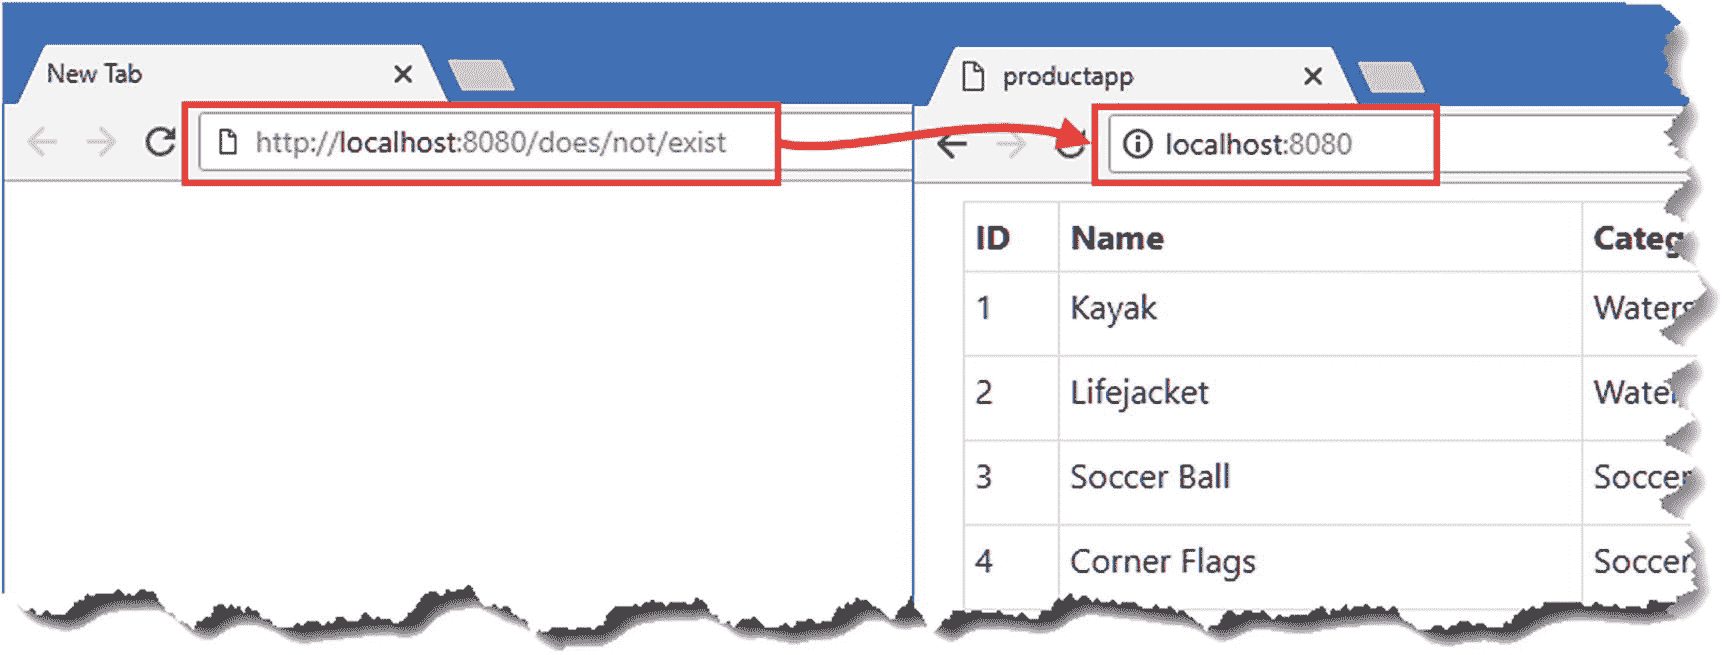 New Tab
http://localhost:8080/does/not/exist
productapp
localhost:8080
ID Name Categ
1 Kayak Waters
2 Lifejacket Water
3 Soccer Ball Soccer
4 Corner Flags Soccer